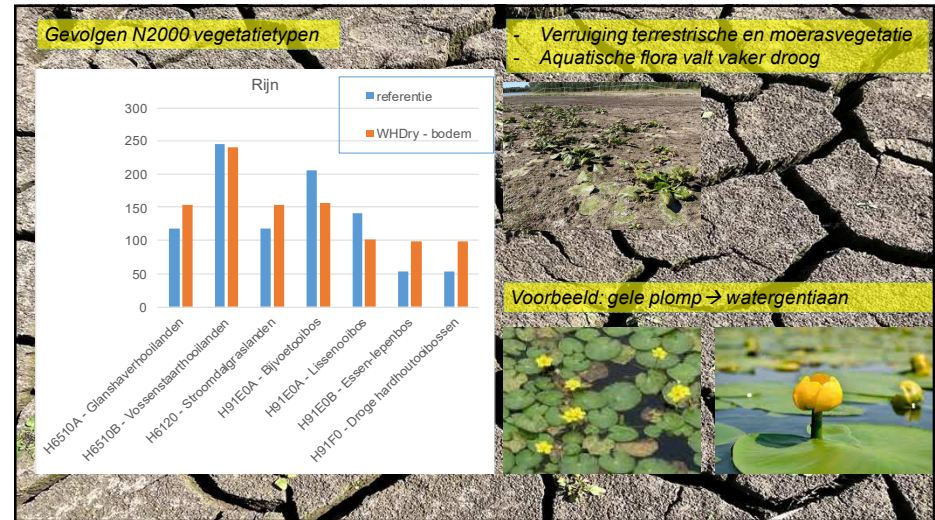 Gevolgen N2000 vegetatietypen
- Verruiging terrestrische en moerasvegetatie
- Aquatische flora valt vaker droog
Rijn
referentie
WHDry - bodem
300
250
200
150
100
50
0
H6510A - Glanshaverhooilanden
H6510B - Vossenstaarthooilanden
H6120 - Stroomdalgraslanden
H91E0A - Bijvoetooibos
H91E0A - Lissenooibos
H91E0B - Essen-Iepenbos
H91F0 - Droge hardhoutooibossen
Voorbeeld: gele plomp → watergentiaan